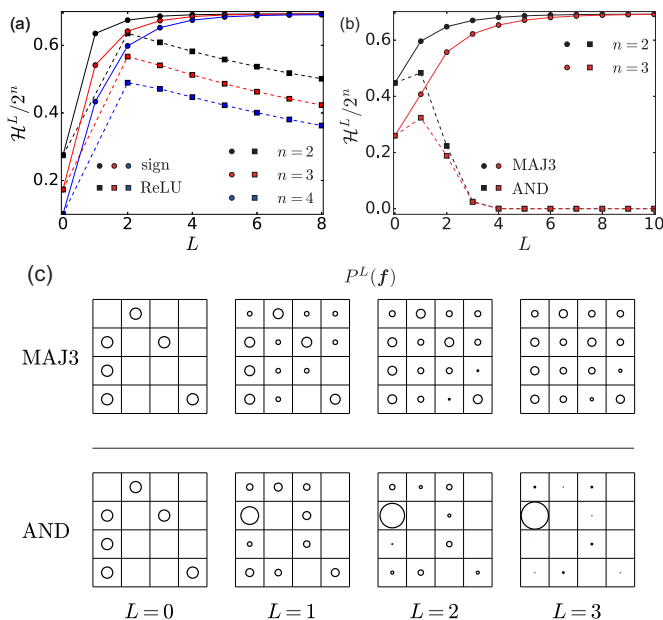 (a)
0.6
0.4
0.2
ℋ^L/2^n
sign
ReLU
n=2
n=3
n=4
0 2 4 6 8
L
(b)
0.6
0.4
0.2
0.0
ℋ^L/2^n
n=2
n=3
MAJ3
AND
0 2 4 6 8 10
L
(c)
P^L(f)
MAJ3
AND
L=0 L=1 L=2 L=3